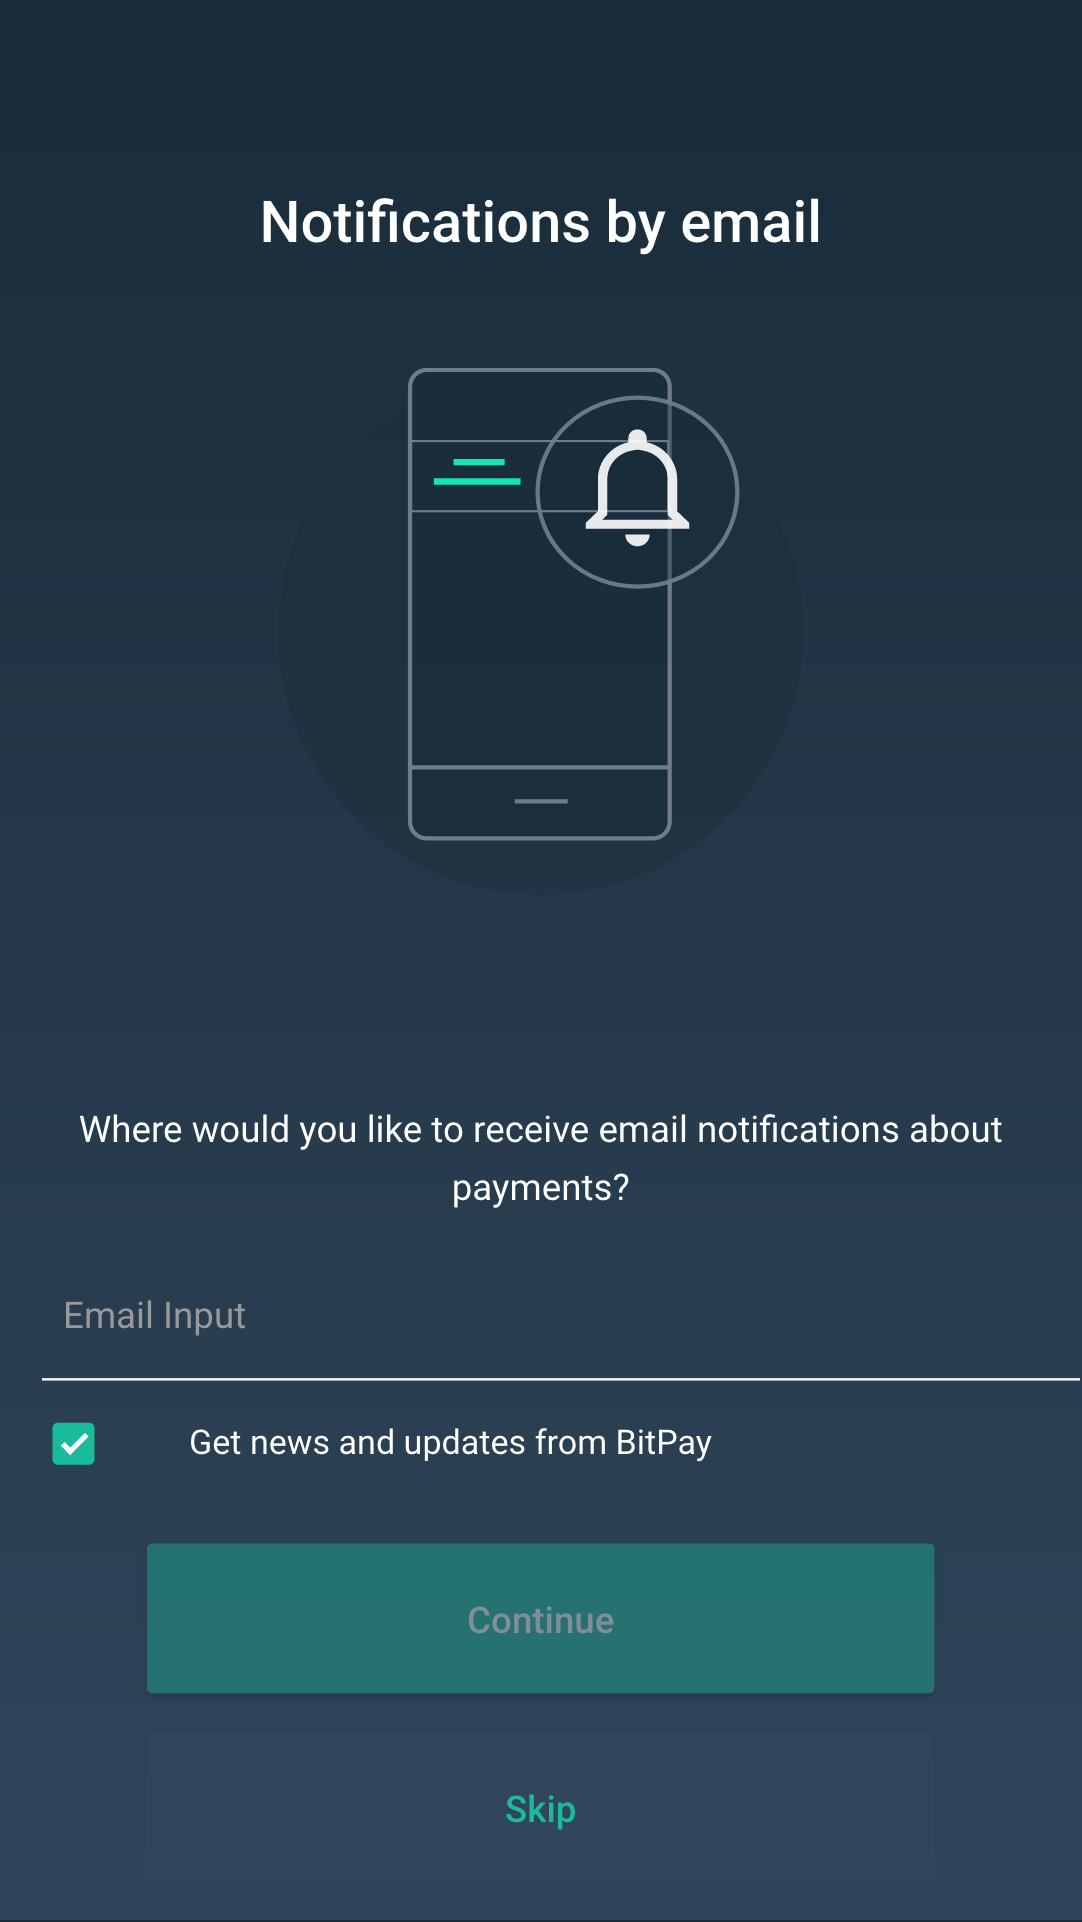 Notifications by email
Where would you like to receive email notifications about
payments?
Email Input
Get news and updates from BitPay
Continue
Skip